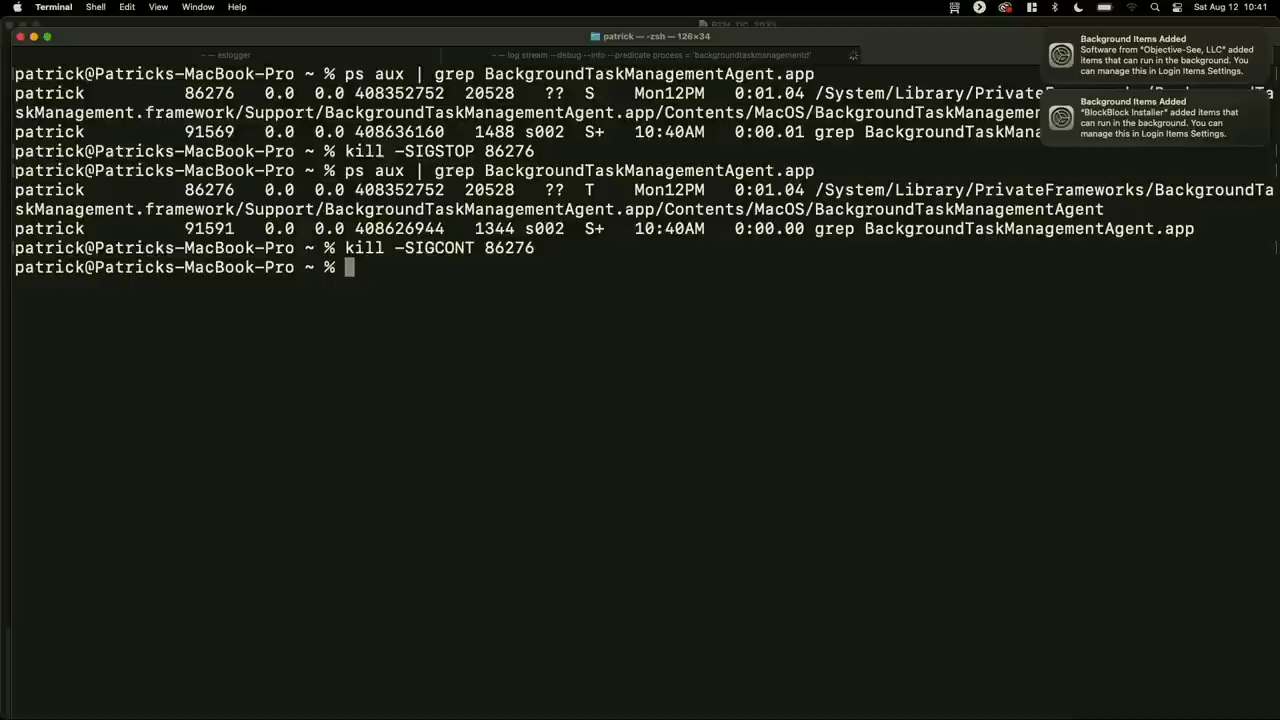 Terminal Shell Edit View Window Help Sat Aug 12 10:41
patrick — -zsh — 126×34
~ — eslogger
~ — log stream --debug --info --predicate process = 'backgroundtaskmanagementd'
Background Items Added
Software from "Objective-See, LLC" added
items that can run in the background. You
can manage this in Login Items Settings.
Background Items Added
"BlockBlock Installer" added items that
can run in the background. You can
manage this in Login Items Settings.
patrick@Patricks-MacBook-Pro ~ % ps aux | grep BackgroundTaskManagementAgent.app
patrick 86276 0.0 0.0 408352752 20528 ?? S Mon12PM 0:01.04 /System/Library/PrivateFrameworks/BackgroundTa
skManagement.framework/Support/BackgroundTaskManagementAgent.app/Contents/MacOS/BackgroundTaskManageme
patrick 91569 0.0 0.0 408636160 1488 s002 S+ 10:40AM 0:00.01 grep BackgroundTaskManagementAg
patrick@Patricks-MacBook-Pro ~ % kill -SIGSTOP 86276
patrick@Patricks-MacBook-Pro ~ % ps aux | grep BackgroundTaskManagementAgent.app
patrick 86276 0.0 0.0 408352752 20528 ?? T Mon12PM 0:01.04 /System/Library/PrivateFrameworks/BackgroundTa
skManagement.framework/Support/BackgroundTaskManagementAgent.app/Contents/MacOS/BackgroundTaskManagementAgent
patrick 91591 0.0 0.0 408626944 1344 s002 S+ 10:40AM 0:00.00 grep BackgroundTaskManagementAgent.app
patrick@Patricks-MacBook-Pro ~ % kill -SIGCONT 86276
patrick@Patricks-MacBook-Pro ~ %